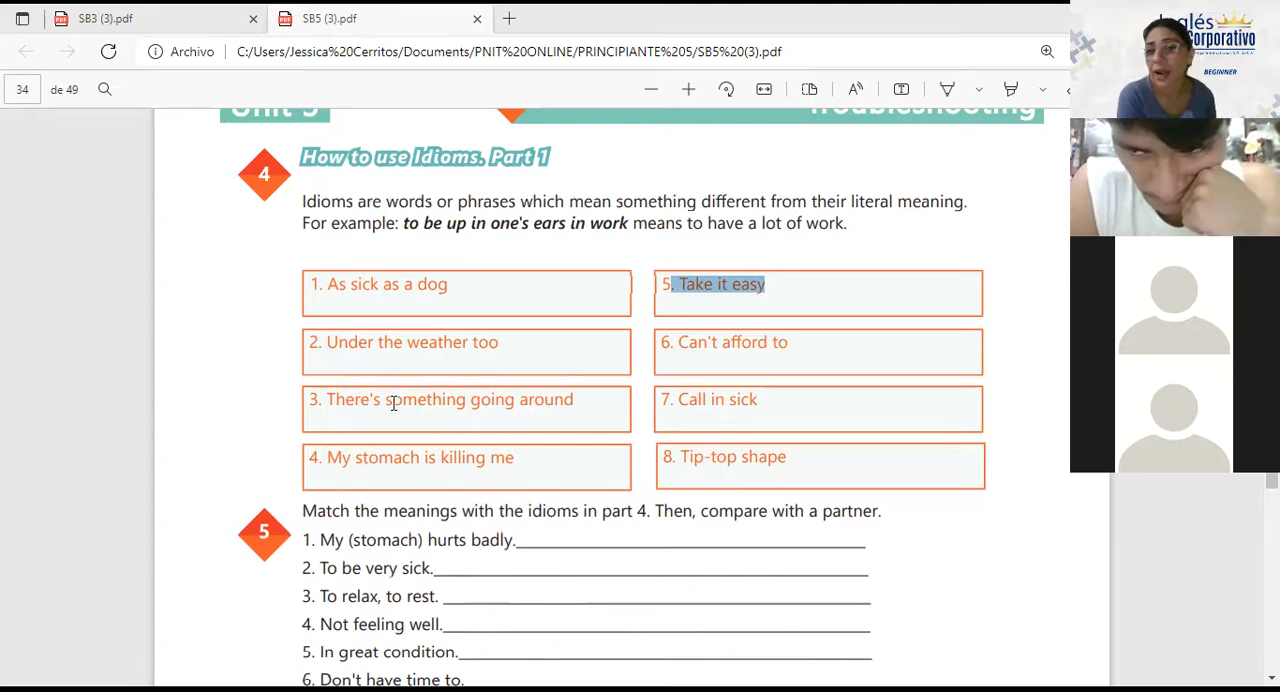 SB3 (3).pdf
SB5 (3).pdf
Archivo
C:/Users/Jessica%20Cerritos/Documents/PNIT%20ONLINE/PRINCIPIANTE%205/SB5%20(3).pdf
34
de 49
Unit 5
Troubleshooting
4
How to use Idioms. Part 1
Idioms are words or phrases which mean something different from their literal meaning.
For example: to be up in one's ears in work means to have a lot of work.
1. As sick as a dog
5. Take it easy
2. Under the weather too
6. Can't afford to
3. There's something going around
7. Call in sick
4. My stomach is killing me
8. Tip-top shape
5
Match the meanings with the idioms in part 4. Then, compare with a partner.
1. My (stomach) hurts badly.
2. To be very sick.
3. To relax, to rest.
4. Not feeling well.
5. In great condition.
6. Don't have time to.
Inglés
Corporativo
BEGINNER